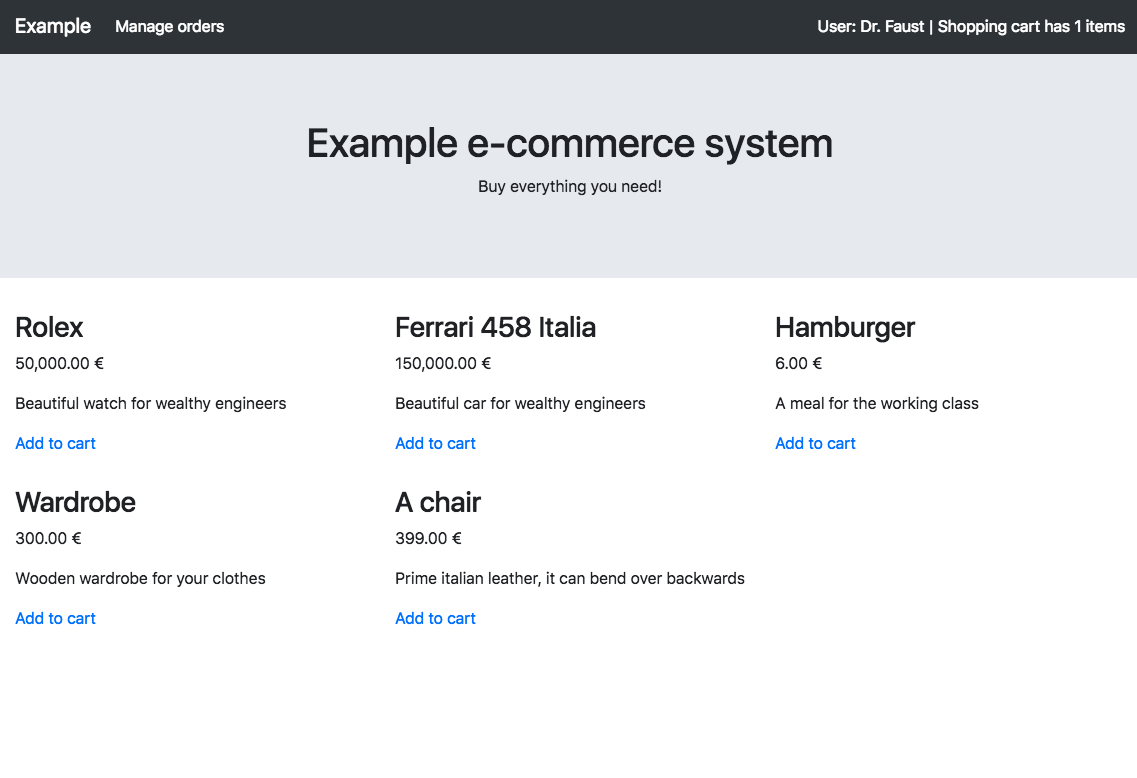 Example Manage orders User: Dr. Faust | Shopping cart has 1 items
Example e-commerce system
Buy everything you need!
Rolex
50,000.00 €
Beautiful watch for wealthy engineers
Add to cart
Ferrari 458 Italia
150,000.00 €
Beautiful car for wealthy engineers
Add to cart
Hamburger
6.00 €
A meal for the working class
Add to cart
Wardrobe
300.00 €
Wooden wardrobe for your clothes
Add to cart
A chair
399.00 €
Prime italian leather, it can bend over backwards
Add to cart